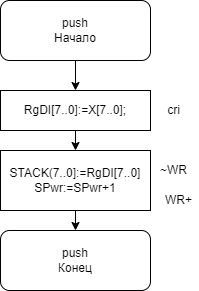 push
Начало
RgDI[7..0]:=X[7..0];
cri
STACK(7..0]:=RgDI[7..0]
SPwr:=SPwr+1
~WR
WR+
push
Конец